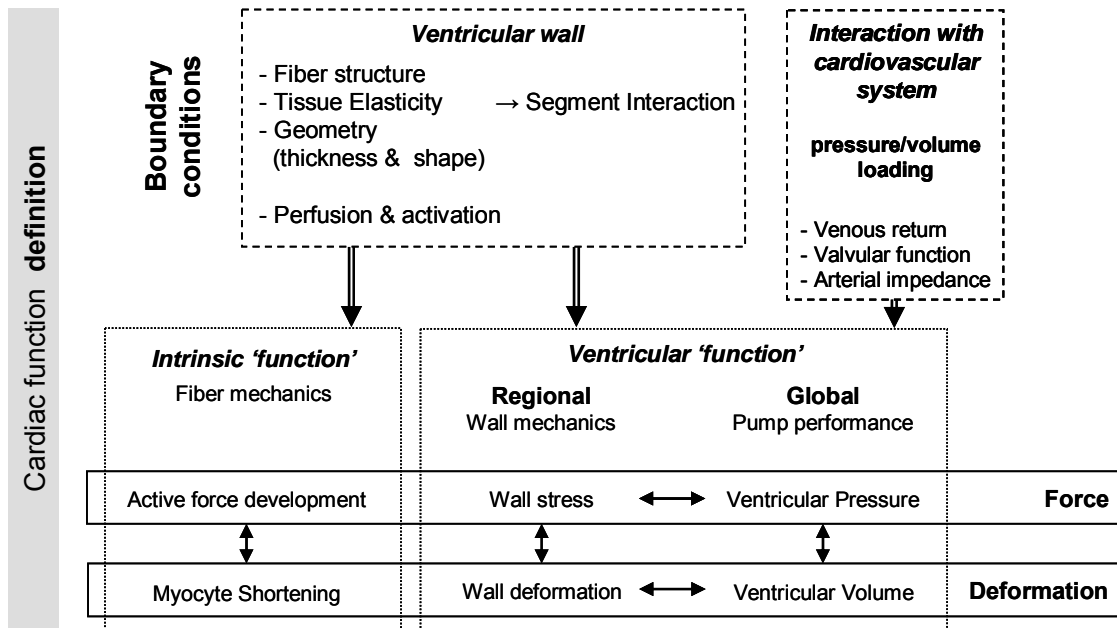 Cardiac function definition
Boundary
conditions
Ventricular wall
- Fiber structure
- Tissue Elasticity → Segment Interaction
- Geometry
(thickness & shape)
- Perfusion & activation
Interaction with
cardiovascular
system
pressure/volume
loading
- Venous return
- Valvular function
- Arterial impedance
Intrinsic ‘function’
Fiber mechanics
Ventricular ‘function’
Regional
Wall mechanics
Global
Pump performance
Active force development
Wall stress
Ventricular Pressure
Force
Myocyte Shortening
Wall deformation
Ventricular Volume
Deformation